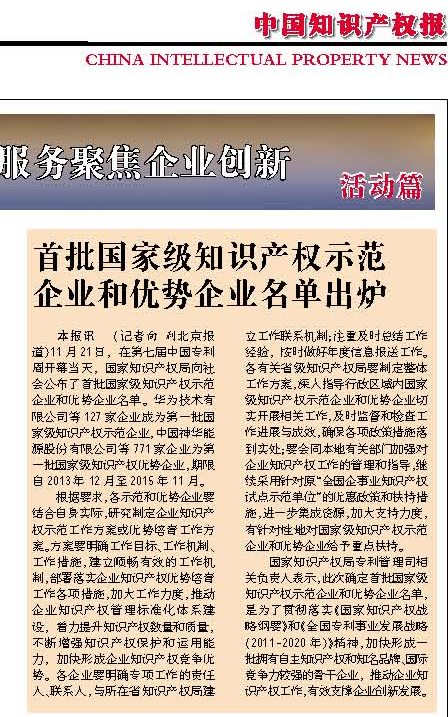 中国知识产权报
CHINA INTELLECTUAL PROPERTY NEWS
服务聚焦企业创新
活动篇
首批国家级知识产权示范
企业和优势企业名单出炉
本报讯 （记者向 利北京报
道）11月21日，在第七届中国专利
周开幕当天，国家知识产权局向社
会公布了首批国家级知识产权示范
企业和优势企业名单。华为技术有
限公司等127家企业成为第一批国
家级知识产权示范企业，中国神华能
源股份有限公司等771家企业为第
一批国家级知识产权优势企业，期限
自2013年12月至2015年11月。
根据要求，各示范和优势企业要
结合自身实际，研究制定企业知识产
权示范工作方案或优势培育工作方
案。方案要明确工作目标、工作机制、
工作措施，建立顺畅有效的工作机
制，部署落实企业知识产权优势培育
工作各项措施，加大工作力度，推动
企业知识产权管理标准化体系建
设，着力提升知识产权数量和质量，
不断增强知识产权保护和运用能
力，加快形成企业知识产权竞争优
势。各企业要明确专项工作的责任
人、联系人，与所在省知识产权局建
立工作联系机制；注重及时总结工作
经验，按时做好年度信息报送工作。
各有关省级知识产权局要制定整体
工作方案，深入指导行政区域内国家
级知识产权示范企业和优势企业切
实开展相关工作，及时监督和检查工
作进展与成效，确保各项政策措施落
到实处；要会同本地有关部门加强对
企业知识产权工作的管理和指导，继
续采用针对原“全国企事业知识产权
试点示范单位”的优惠政策和扶持措
施，进一步集成资源，加大支持力度，
有针对性地对国家级知识产权示范
企业和优势企业给予重点扶持。
国家知识产权局专利管理司相
关负责人表示，此次确定首批国家级
知识产权示范企业和优势企业名单，
是为了贯彻落实《国家知识产权战
略纲要》和《全国专利事业发展战略
（2011-2020年）》精神，加快形成一
批拥有自主知识产权和知名品牌、国际
竞争力较强的骨干企业，推动企业知
识产权工作，有效支撑企业创新发展。